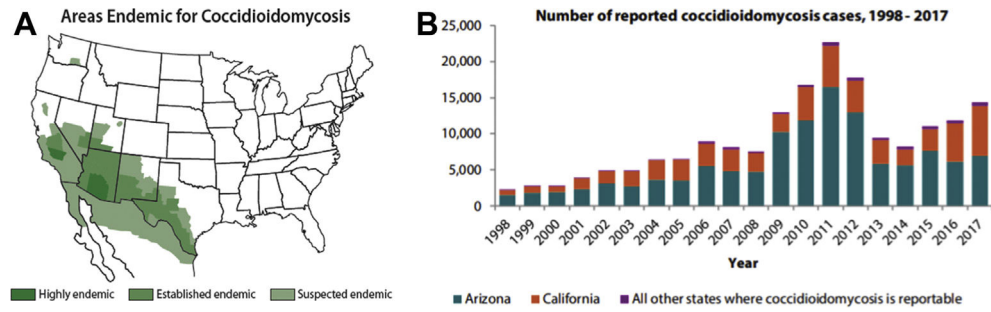 A
Areas Endemic for Coccidioidomycosis
Highly endemic
Established endemic
Suspected endemic
B
Number of reported coccidioidomycosis cases, 1998 - 2017
25,000
20,000
15,000
10,000
5,000
0
1998
1999
2000
2001
2002
2003
2004
2005
2006
2007
2008
2009
2010
2011
2012
2013
2014
2015
2016
2017
Year
Arizona
California
All other states where coccidioidomycosis is reportable